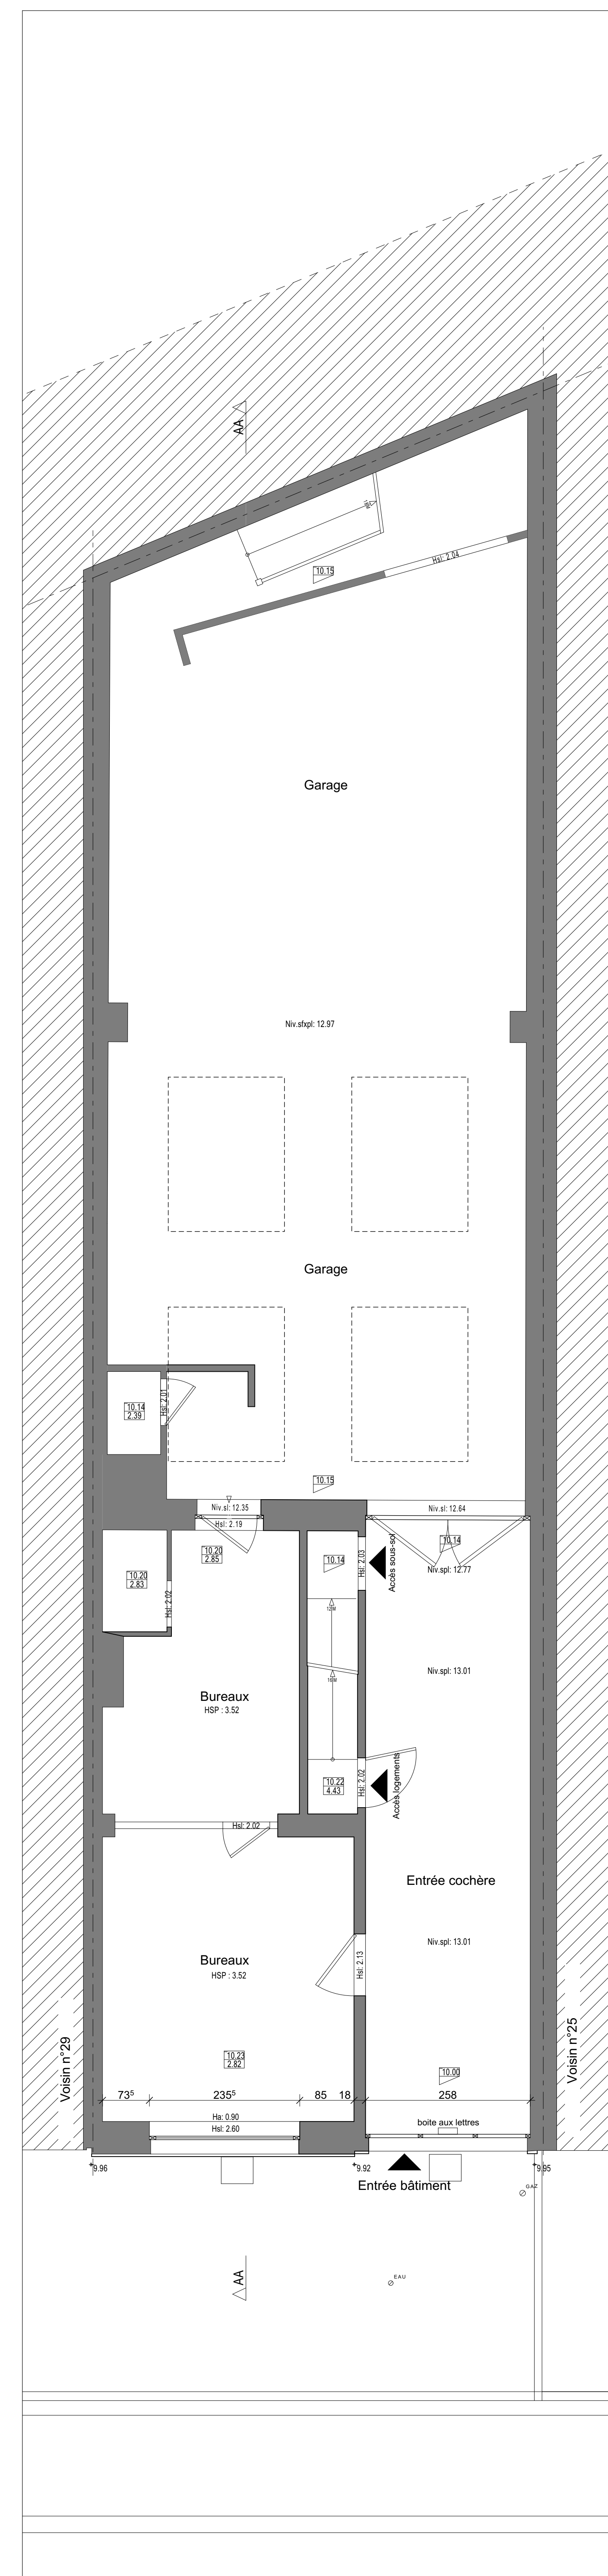 AA
18M
10.15
Hsl: 2.04
Garage
Niv.sfxpl: 12.97
Garage
10.14
2.39
Hsl: 2.01
10.15
Niv.sl: 12.35
Niv.sl: 12.64
Hsl: 2.19
10.20
2.85
10.14
10.14
Hsl: 2.03
Accès sous-sol
Niv.spl: 12.77
10.20
2.83
Hsl: 2.02
12M
Niv.spl: 13.01
16M
Bureaux
HSP : 3.52
10.22
4.43
Hsl: 2.02
Accès logements
Hsl: 2.02
Entrée cochère
Niv.spl: 13.01
Bureaux
HSP : 3.52
Hsl: 2.13
Voisin n°29
Voisin n°25
10.23
2.82
10.00
73⁵
235⁵
85
18
258
Ha: 0.90
Hsl: 2.60
boite aux lettres
9.96
9.92
9.95
Entrée bâtiment
GAZ
EAU
AA